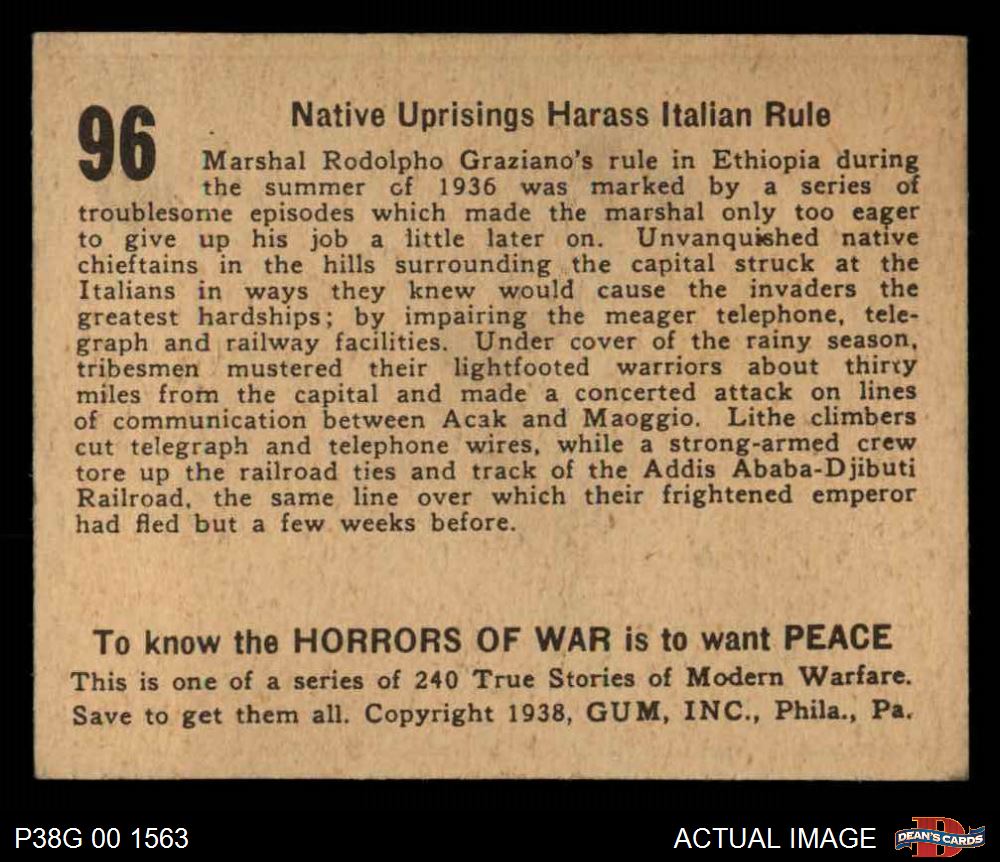 96
Native Uprisings Harass Italian Rule
Marshal Rodolpho Graziano's rule in Ethiopia during
the summer of 1936 was marked by a series of
troublesome episodes which made the marshal only too eager
to give up his job a little later on. Unvanquished native
chieftains in the hills surrounding the capital struck at the
Italians in ways they knew would cause the invaders the
greatest hardships; by impairing the meager telephone, tele-
graph and railway facilities. Under cover of the rainy season,
tribesmen mustered their lightfooted warriors about thirty
miles from the capital and made a concerted attack on lines
of communication between Acak and Maoggio. Lithe climbers
cut telegraph and telephone wires, while a strong-armed crew
tore up the railroad ties and track of the Addis Ababa-Djibuti
Railroad, the same line over which their frightened emperor
had fled but a few weeks before.
To know the HORRORS OF WAR is to want PEACE
This is one of a series of 240 True Stories of Modern Warfare.
Save to get them all. Copyright 1938, GUM, INC., Phila., Pa.
P38G 00 1563
ACTUAL IMAGE
D
DEAN'S CARDS